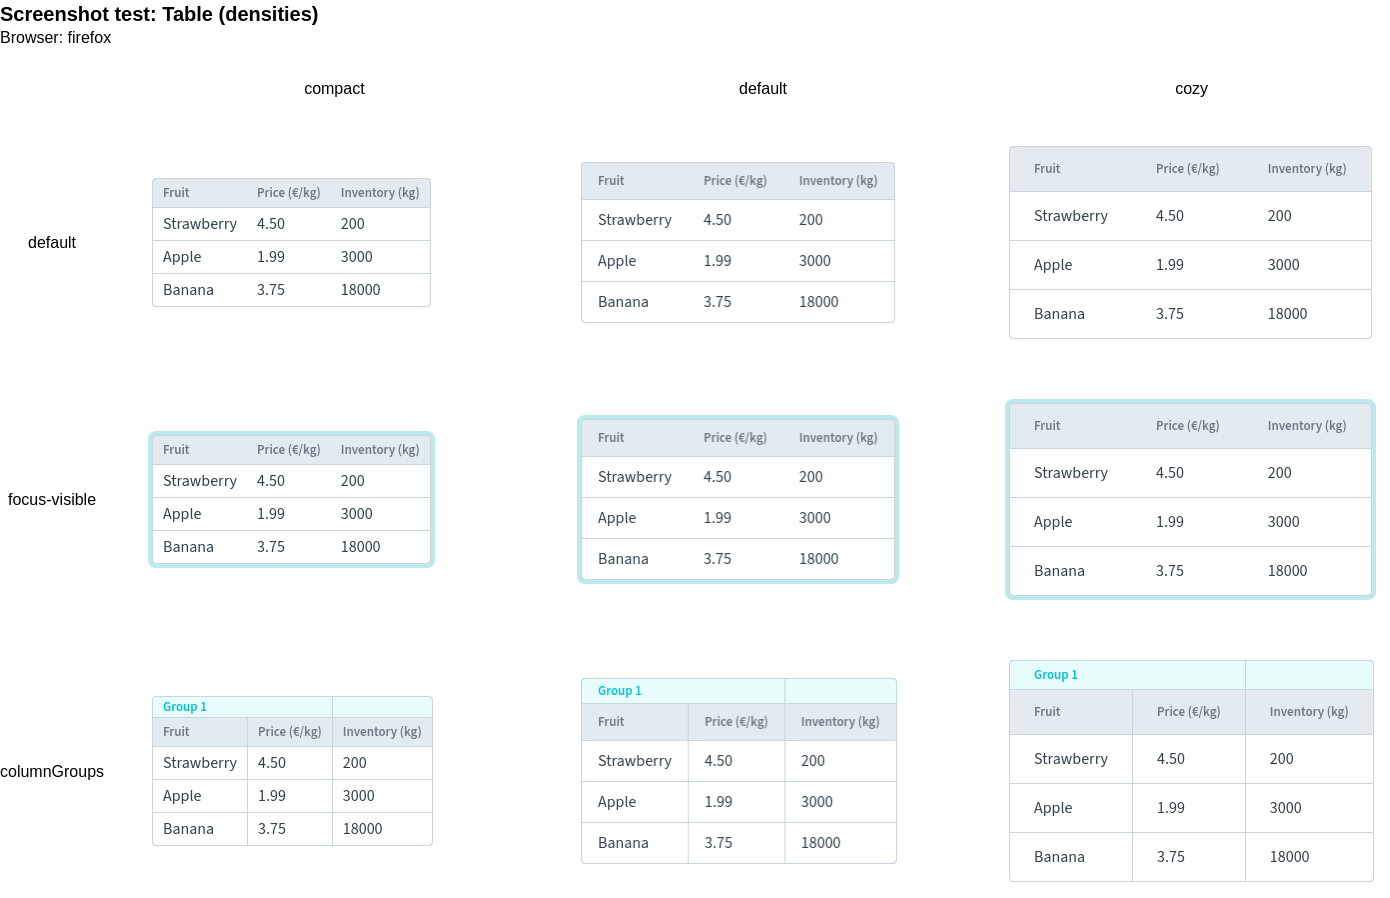 Screenshot test: Table (densities)
Browser: firefox
compact default cozy
default
Fruit Price (€/kg) Inventory (kg)
Strawberry 4.50 200
Apple 1.99 3000
Banana 3.75 18000
Fruit Price (€/kg) Inventory (kg)
Strawberry 4.50 200
Apple 1.99 3000
Banana 3.75 18000
Fruit Price (€/kg) Inventory (kg)
Strawberry 4.50 200
Apple 1.99 3000
Banana 3.75 18000
focus-visible
Fruit Price (€/kg) Inventory (kg)
Strawberry 4.50 200
Apple 1.99 3000
Banana 3.75 18000
Fruit Price (€/kg) Inventory (kg)
Strawberry 4.50 200
Apple 1.99 3000
Banana 3.75 18000
Fruit Price (€/kg) Inventory (kg)
Strawberry 4.50 200
Apple 1.99 3000
Banana 3.75 18000
columnGroups
Group 1
Fruit Price (€/kg) Inventory (kg)
Strawberry 4.50 200
Apple 1.99 3000
Banana 3.75 18000
Group 1
Fruit Price (€/kg) Inventory (kg)
Strawberry 4.50 200
Apple 1.99 3000
Banana 3.75 18000
Group 1
Fruit Price (€/kg) Inventory (kg)
Strawberry 4.50 200
Apple 1.99 3000
Banana 3.75 18000